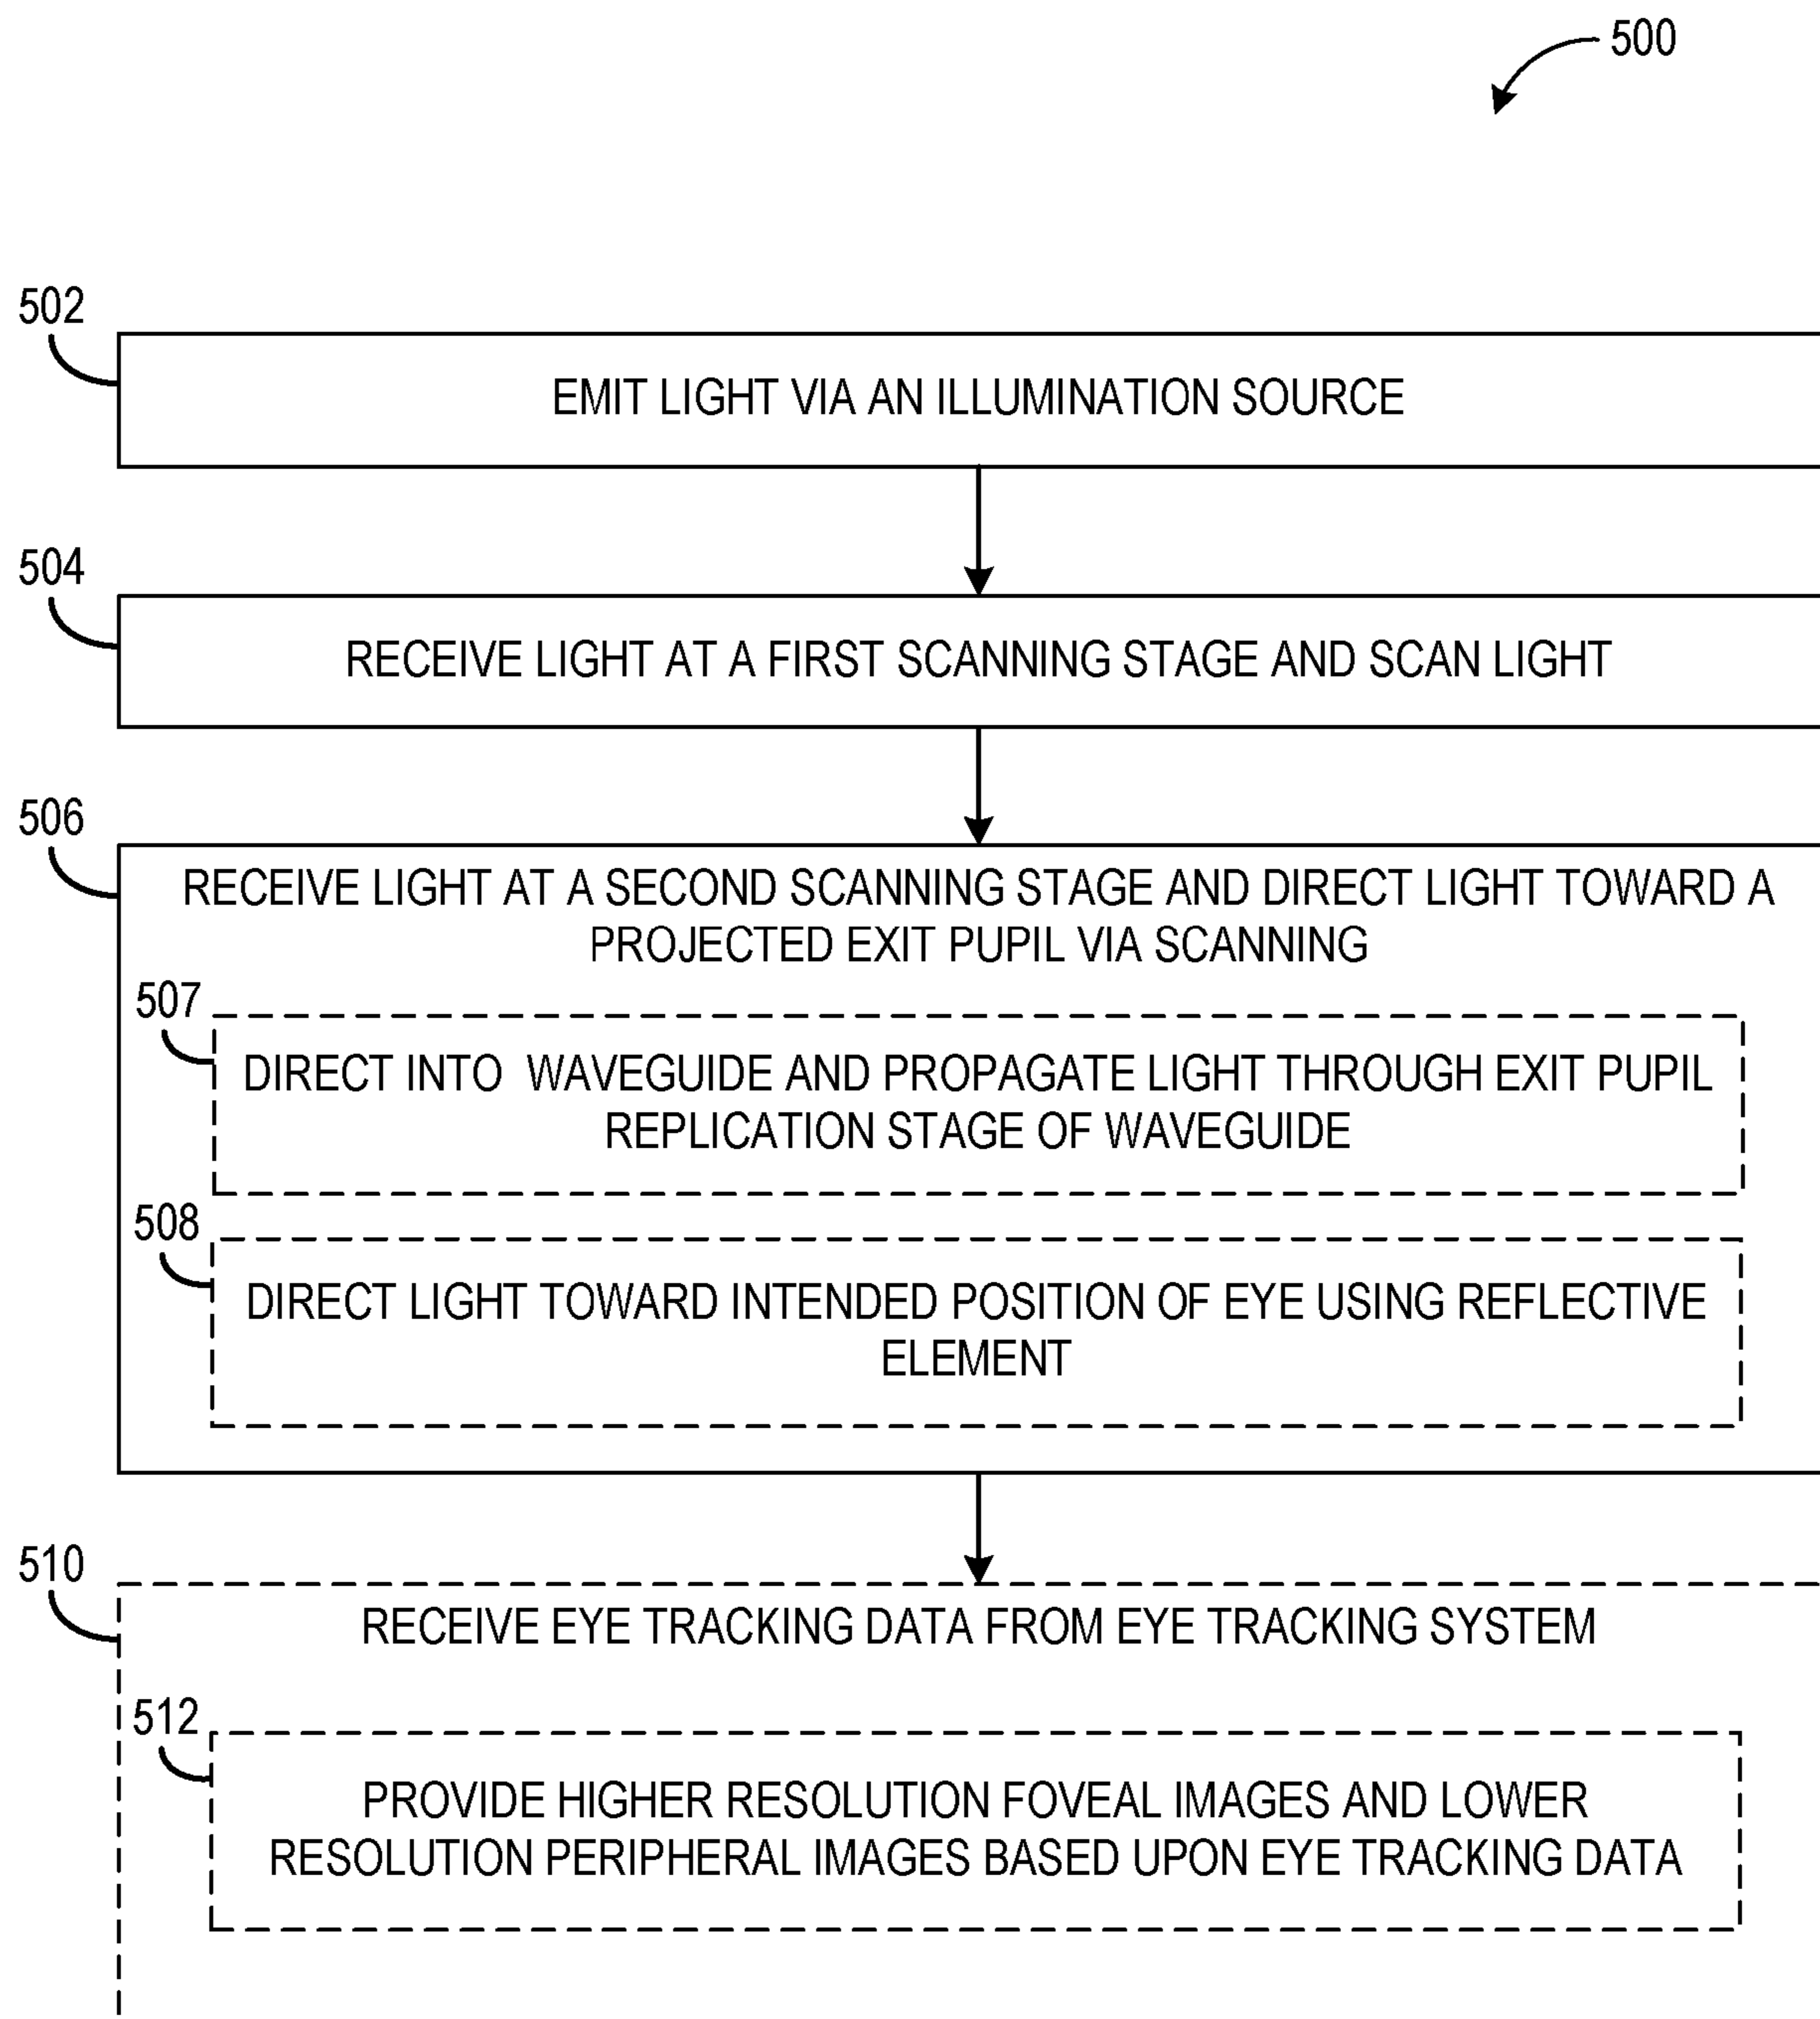 500
502
EMIT LIGHT VIA AN ILLUMINATION SOURCE
504
RECEIVE LIGHT AT A FIRST SCANNING STAGE AND SCAN LIGHT
506
RECEIVE LIGHT AT A SECOND SCANNING STAGE AND DIRECT LIGHT TOWARD A
PROJECTED EXIT PUPIL VIA SCANNING
507
DIRECT INTO WAVEGUIDE AND PROPAGATE LIGHT THROUGH EXIT PUPIL
REPLICATION STAGE OF WAVEGUIDE
508
DIRECT LIGHT TOWARD INTENDED POSITION OF EYE USING REFLECTIVE
ELEMENT
510
RECEIVE EYE TRACKING DATA FROM EYE TRACKING SYSTEM
512
PROVIDE HIGHER RESOLUTION FOVEAL IMAGES AND LOWER
RESOLUTION PERIPHERAL IMAGES BASED UPON EYE TRACKING DATA